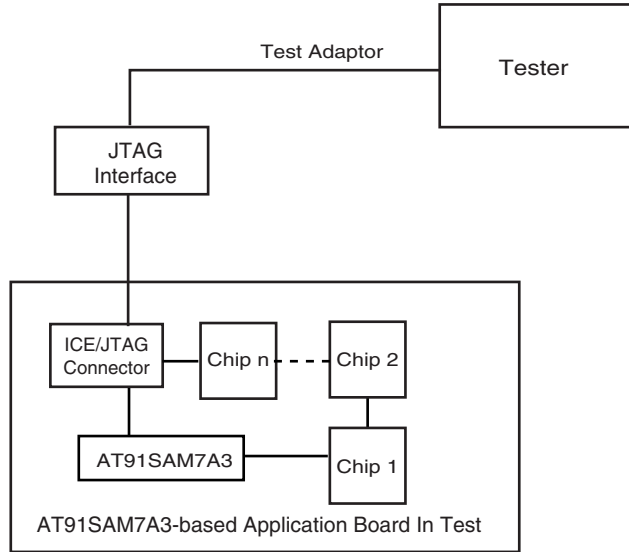 Test Adaptor
Tester
JTAG
Interface
ICE/JTAG
Connector
Chip n
Chip 2
AT91SAM7A3
Chip 1
AT91SAM7A3-based Application Board In Test